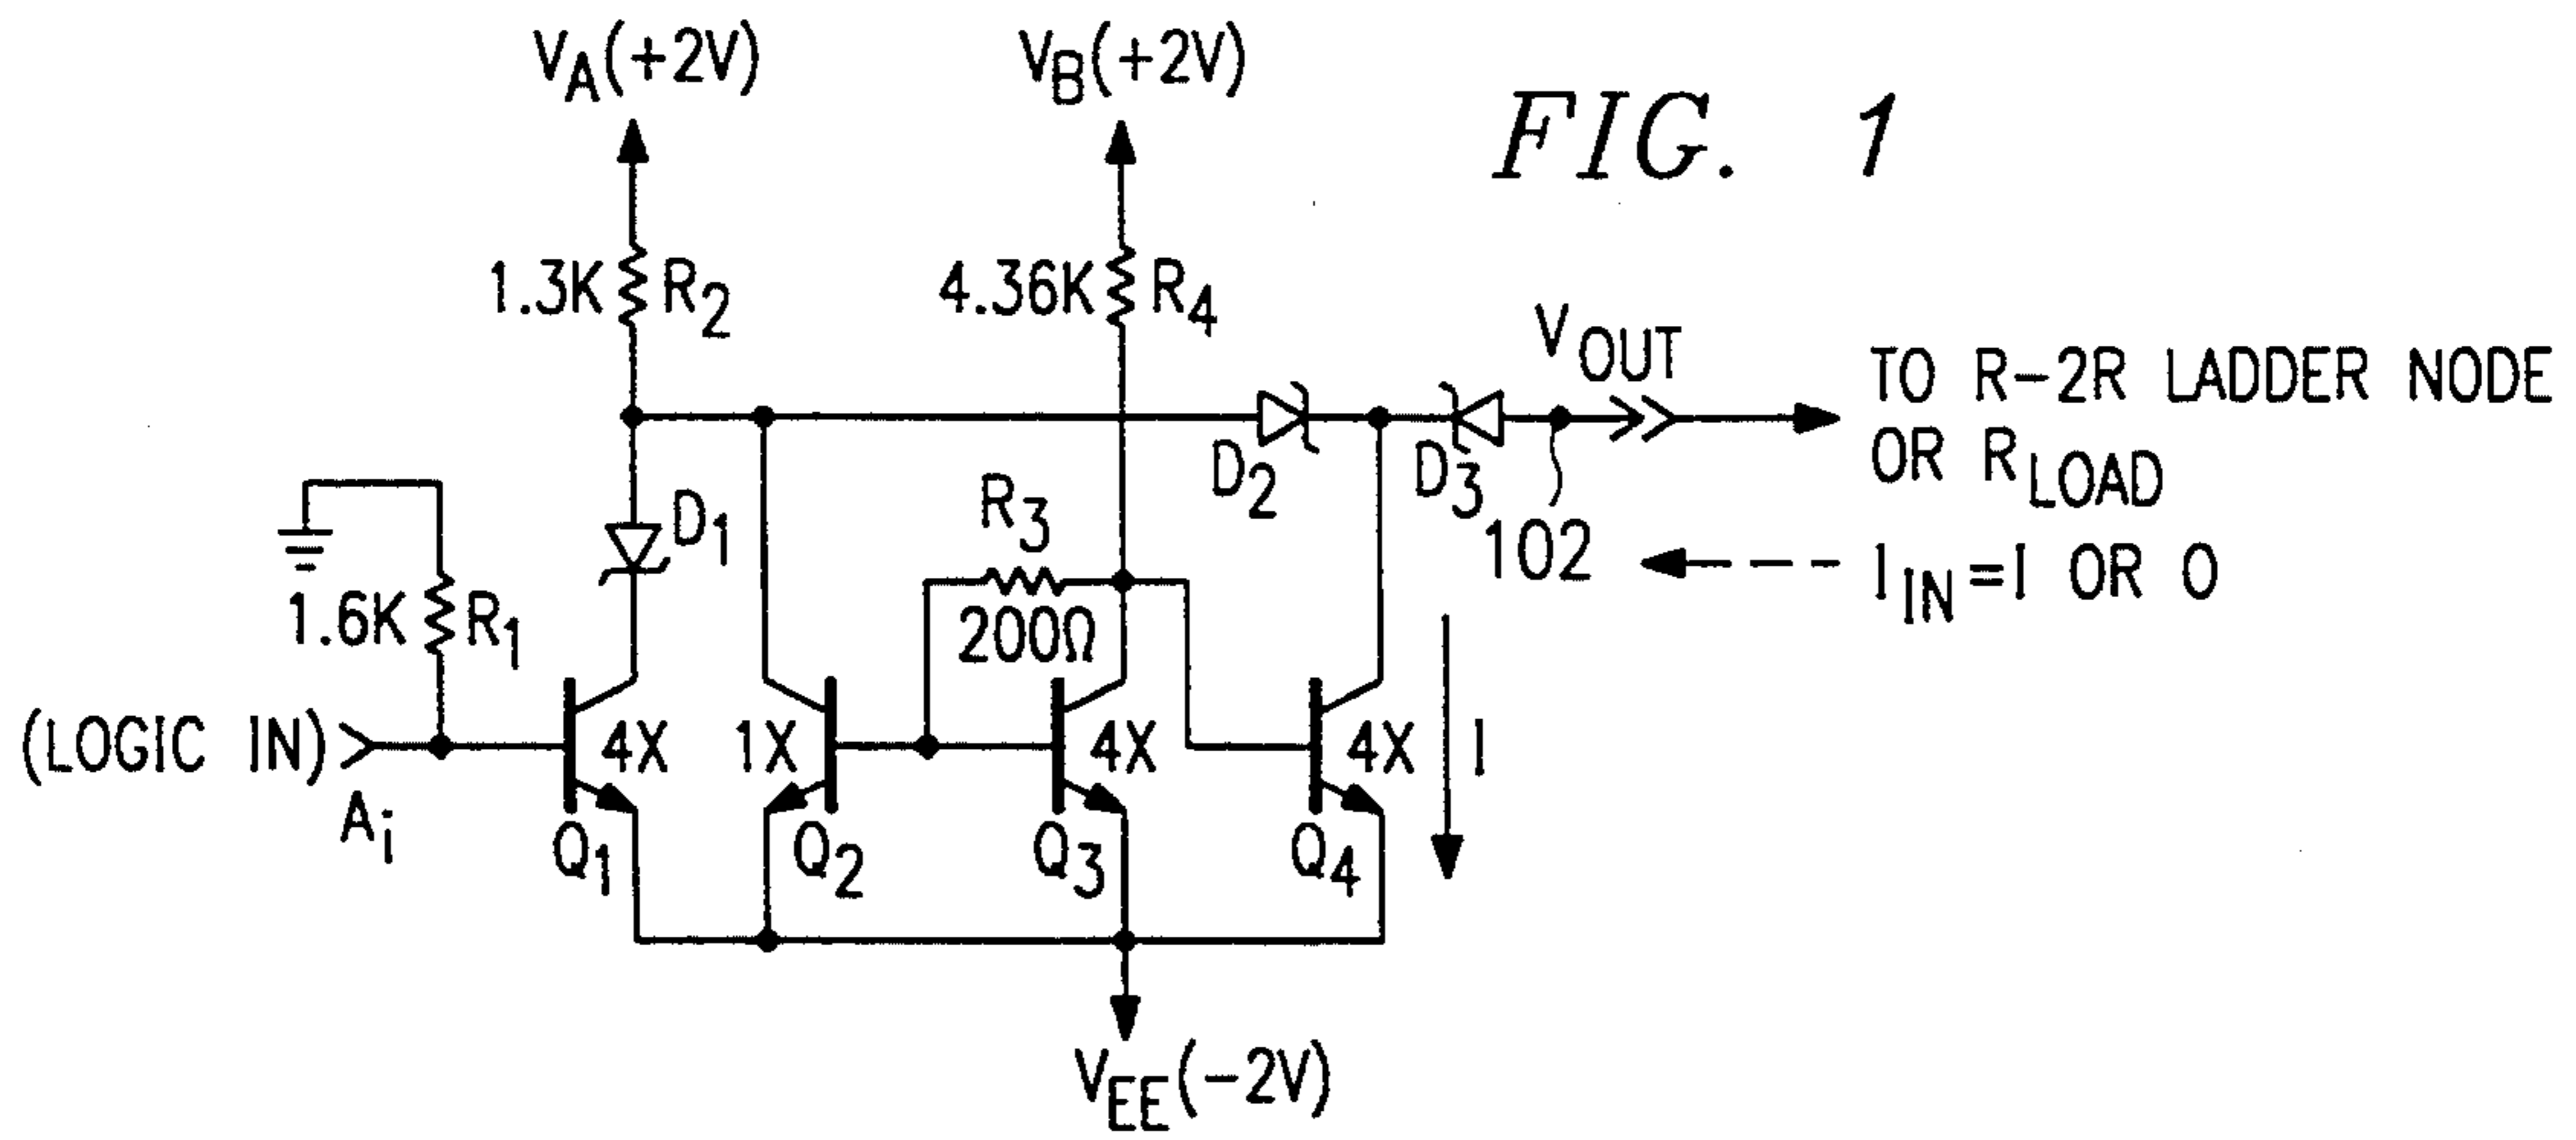 V_A(+2V)
V_B(+2V)
FIG. 1
1.3K R_2
4.36K R_4
V_OUT
TO R-2R LADDER NODE
OR R_LOAD
D_2
D_3
102
I_IN=I OR 0
D_1
R_3
200Ω
1.6K R_1
(LOGIC IN)
A_i
4X
1X
4X
4X
I
Q_1
Q_2
Q_3
Q_4
V_EE(-2V)